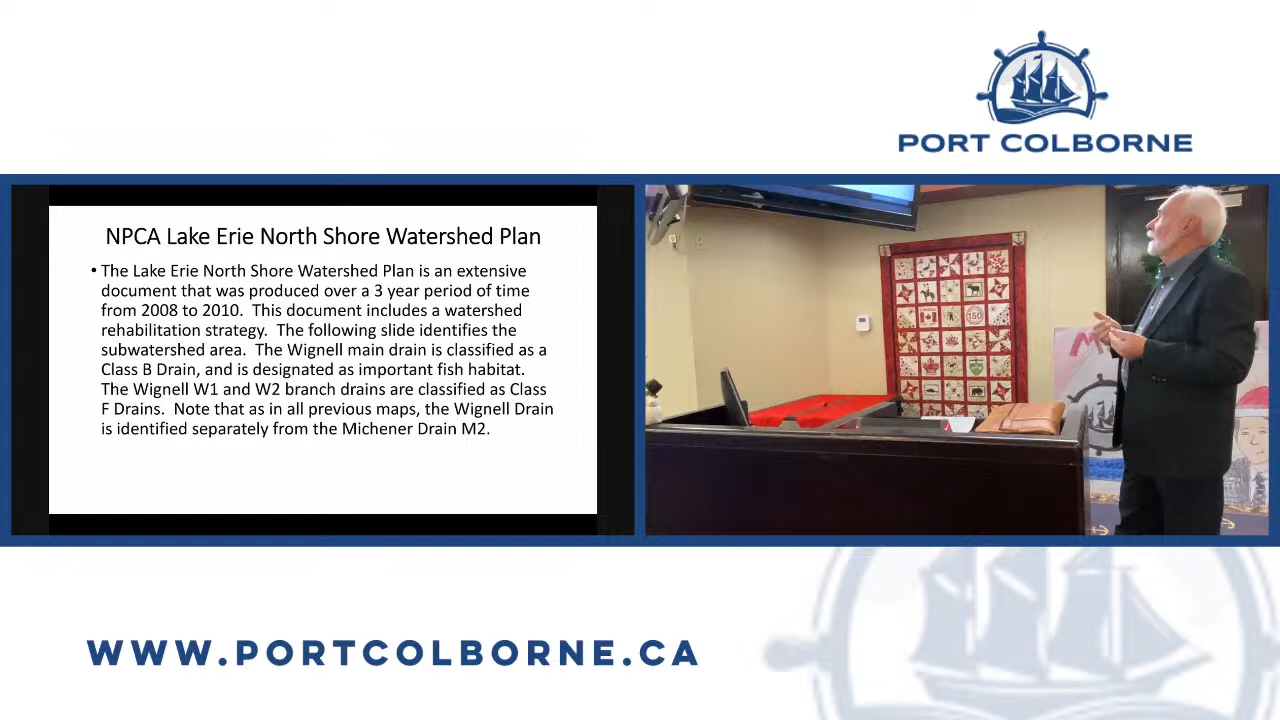 PORT COLBORNE
NPCA Lake Erie North Shore Watershed Plan
• The Lake Erie North Shore Watershed Plan is an extensive
document that was produced over a 3 year period of time
from 2008 to 2010.  This document includes a watershed
rehabilitation strategy.  The following slide identifies the
subwatershed area.  The Wignell main drain is classified as a
Class B Drain, and is designated as important fish habitat.
The Wignell W1 and W2 branch drains are classified as Class
F Drains.  Note that as in all previous maps, the Wignell Drain
is identified separately from the Michener Drain M2.
150
WWW.PORTCOLBORNE.CA